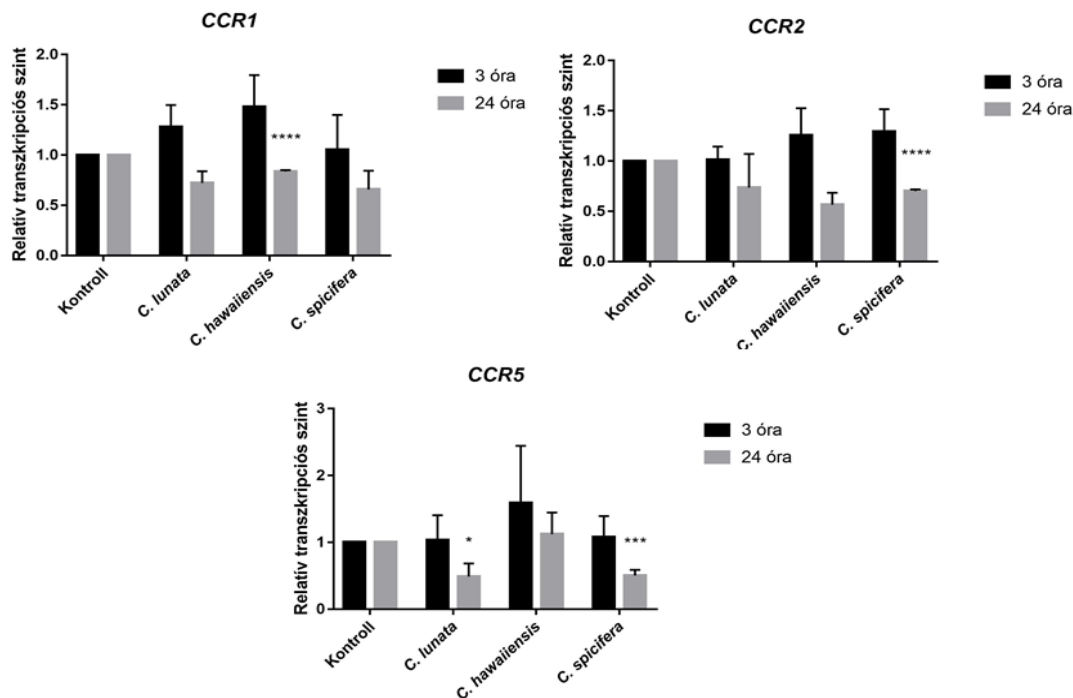 CCR1
Relatív transzkripciós szint
2.0
1.5
1.0
0.5
0.0
****
3 óra
24 óra
Kontroll
C. lunata
C. hawaiiensis
C. spicifera
CCR2
Relatív transzkripciós szint
2.0
1.5
1.0
0.5
0.0
****
3 óra
24 óra
Kontroll
C. lunata
C. hawaiiensis
C. spicifera
CCR5
Relatív transzkripciós szint
3
2
1
0
*
***
3 óra
24 óra
Kontroll
C. lunata
C. hawaiiensis
C. spicifera